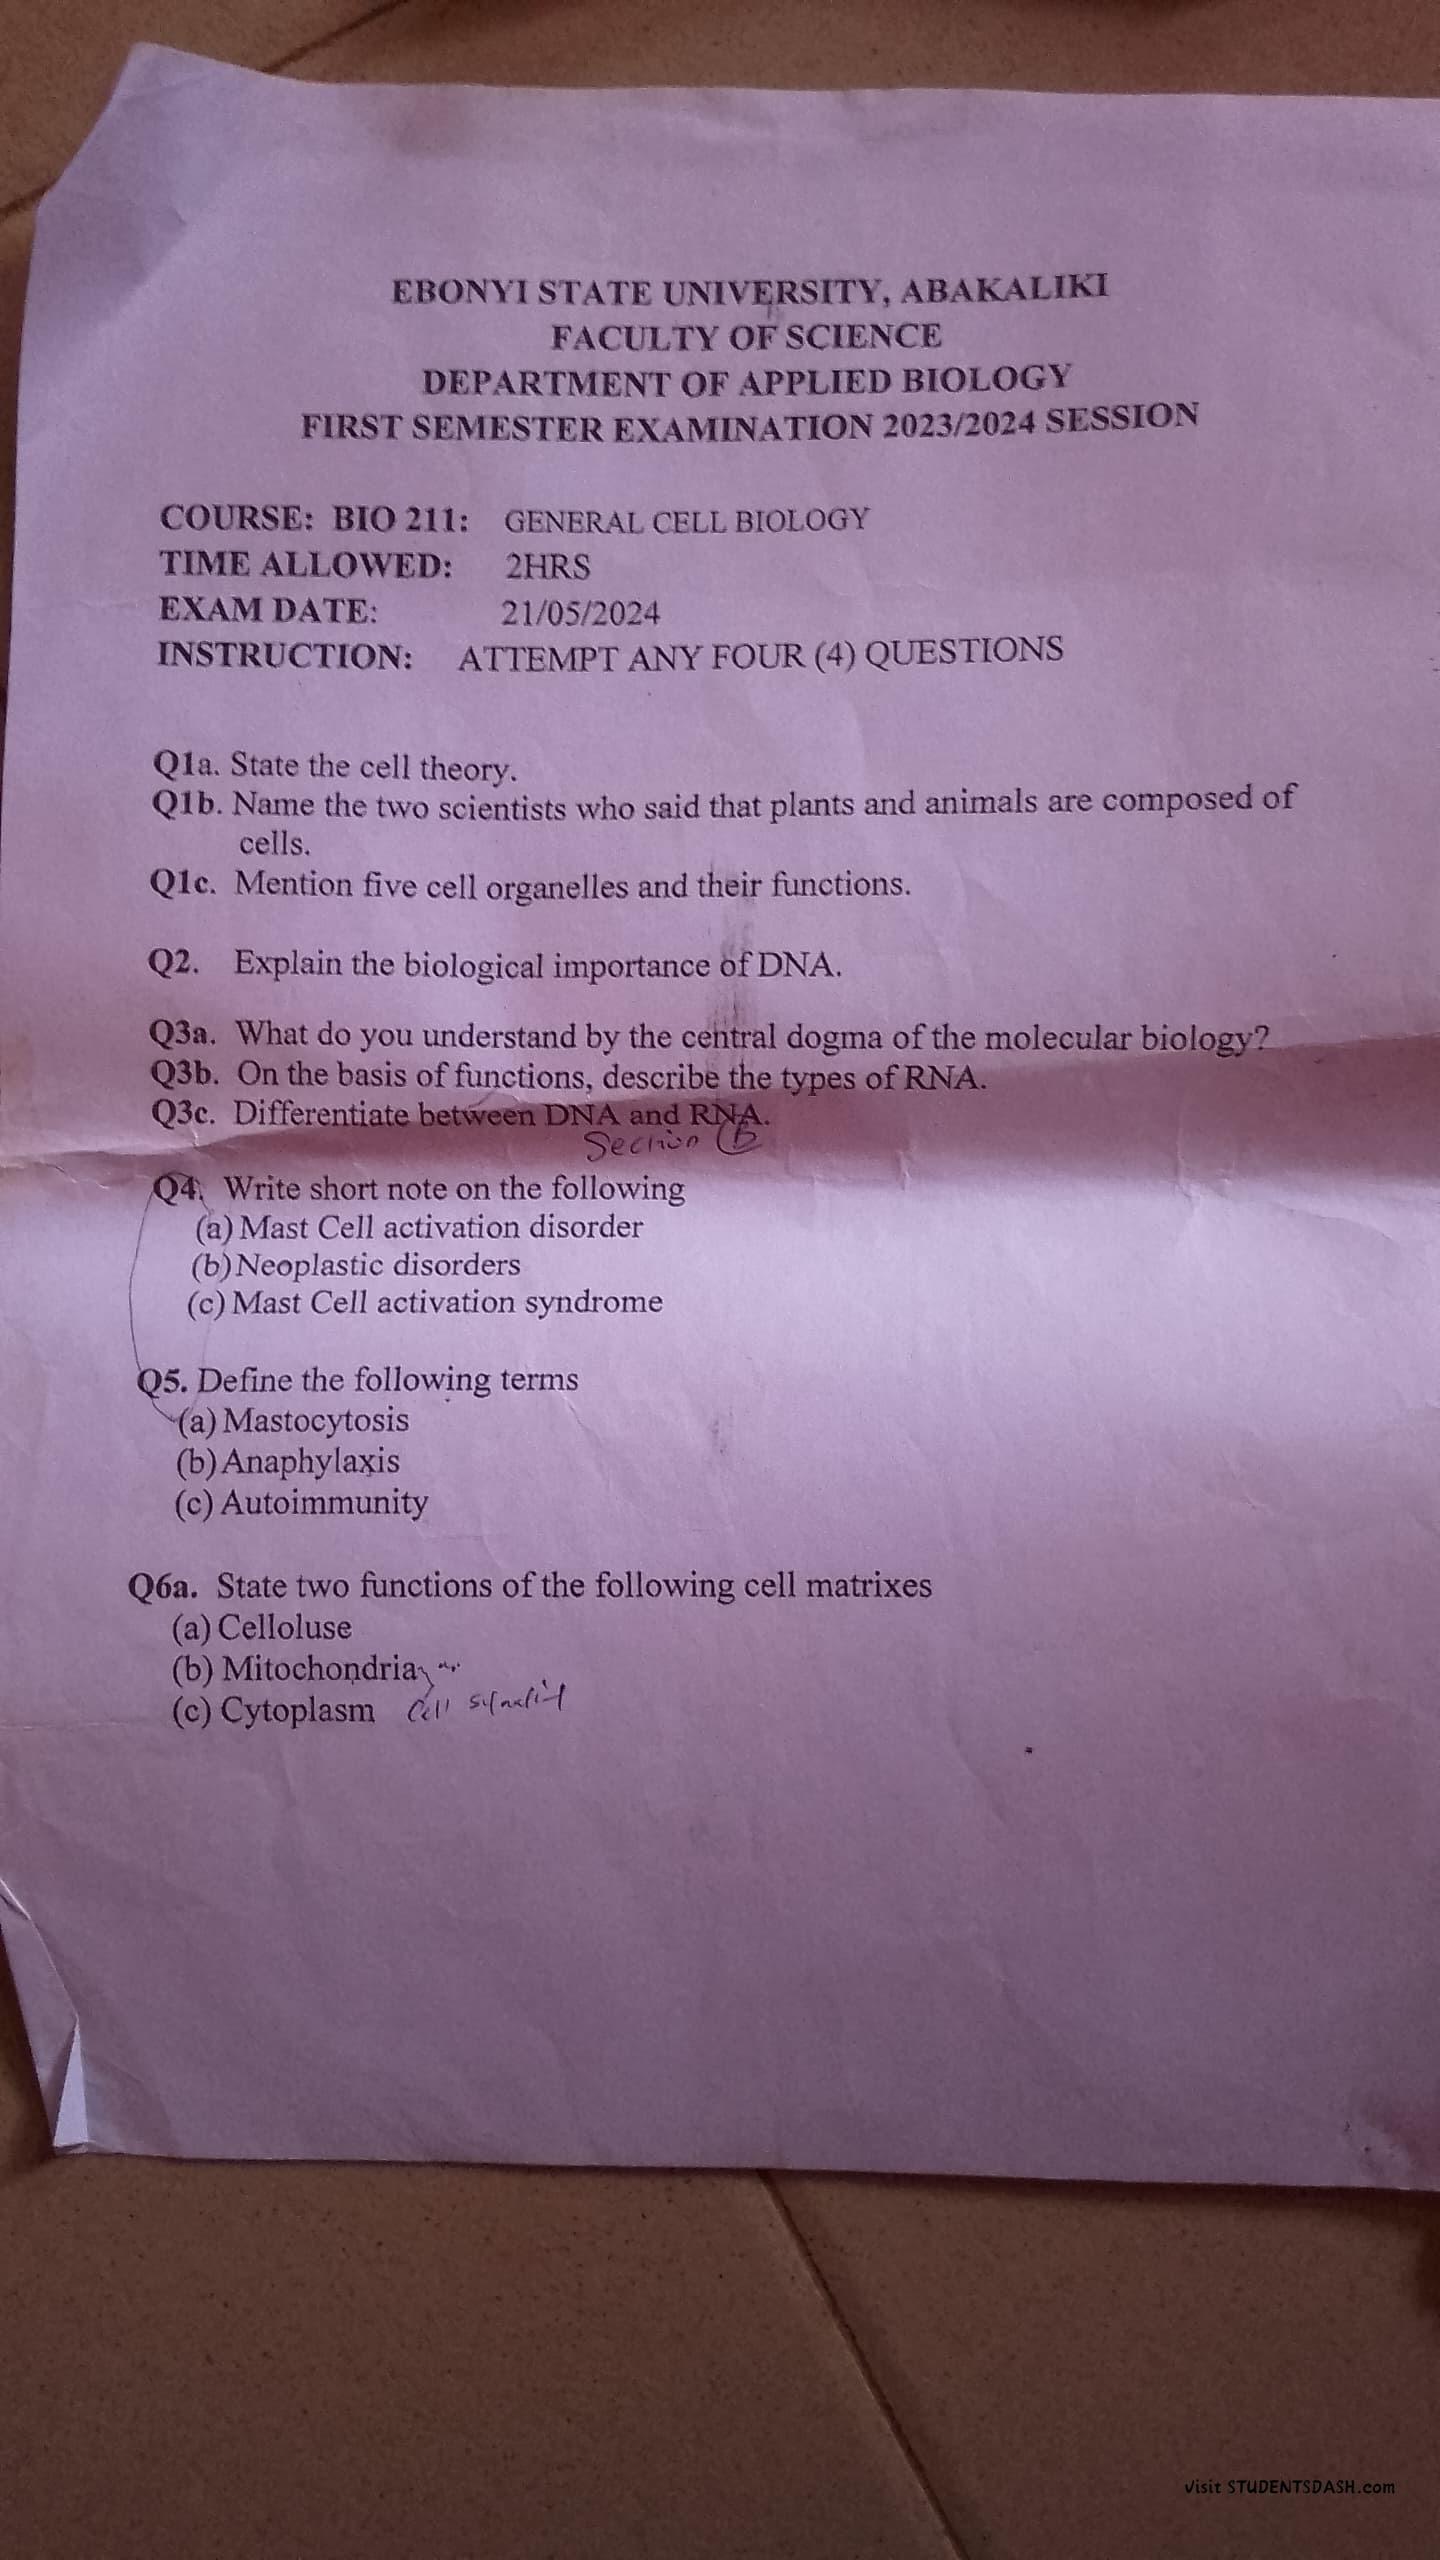 EBONYI STATE UNIVERSITY, ABAKALIKI
FACULTY OF SCIENCE
DEPARTMENT OF APPLIED BIOLOGY
FIRST SEMESTER EXAMINATION 2023/2024 SESSION
COURSE: BIO 211: GENERAL CELL BIOLOGY
TIME ALLOWED: 2HRS
EXAM DATE: 21/05/2024
INSTRUCTION: ATTEMPT ANY FOUR (4) QUESTIONS
Q1a. State the cell theory.
Q1b. Name the two scientists who said that plants and animals are composed of
cells.
Q1c. Mention five cell organelles and their functions.
Q2. Explain the biological importance of DNA.
Q3a. What do you understand by the central dogma of the molecular biology?
Q3b. On the basis of functions, describe the types of RNA.
Q3c. Differentiate between DNA and RNA.
Section B
Q4. Write short note on the following
(a) Mast Cell activation disorder
(b) Neoplastic disorders
(c) Mast Cell activation syndrome
Q5. Define the following terms
(a) Mastocytosis
(b) Anaphylaxis
(c) Autoimmunity
Q6a. State two functions of the following cell matrixes
(a) Celloluse
(b) Mitochondria
(c) Cytoplasm Cell
Visit STUDENTSDASH.com